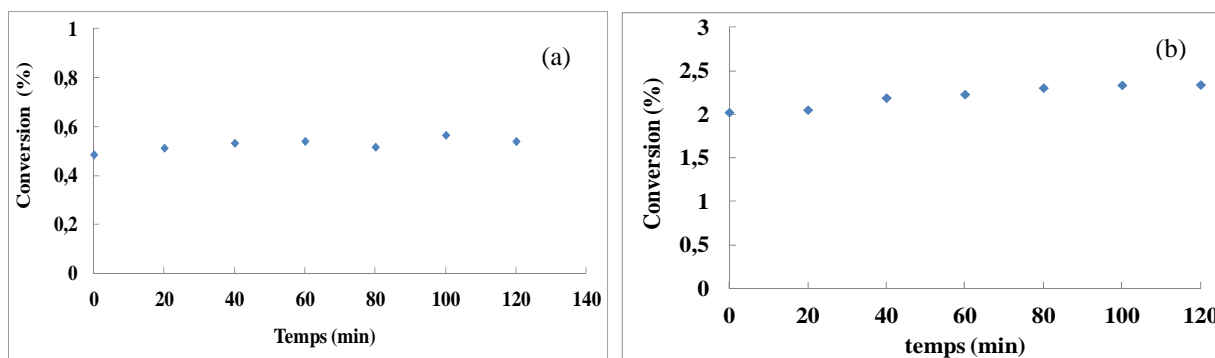 1
0,8
0,6
0,4
0,2
0
Conversion (%)
(a)
0 20 40 60 80 100 120 140
Temps (min)
3
2,5
2
1,5
1
0,5
0
Conversion (%)
(b)
0 20 40 60 80 100 120
temps (min)